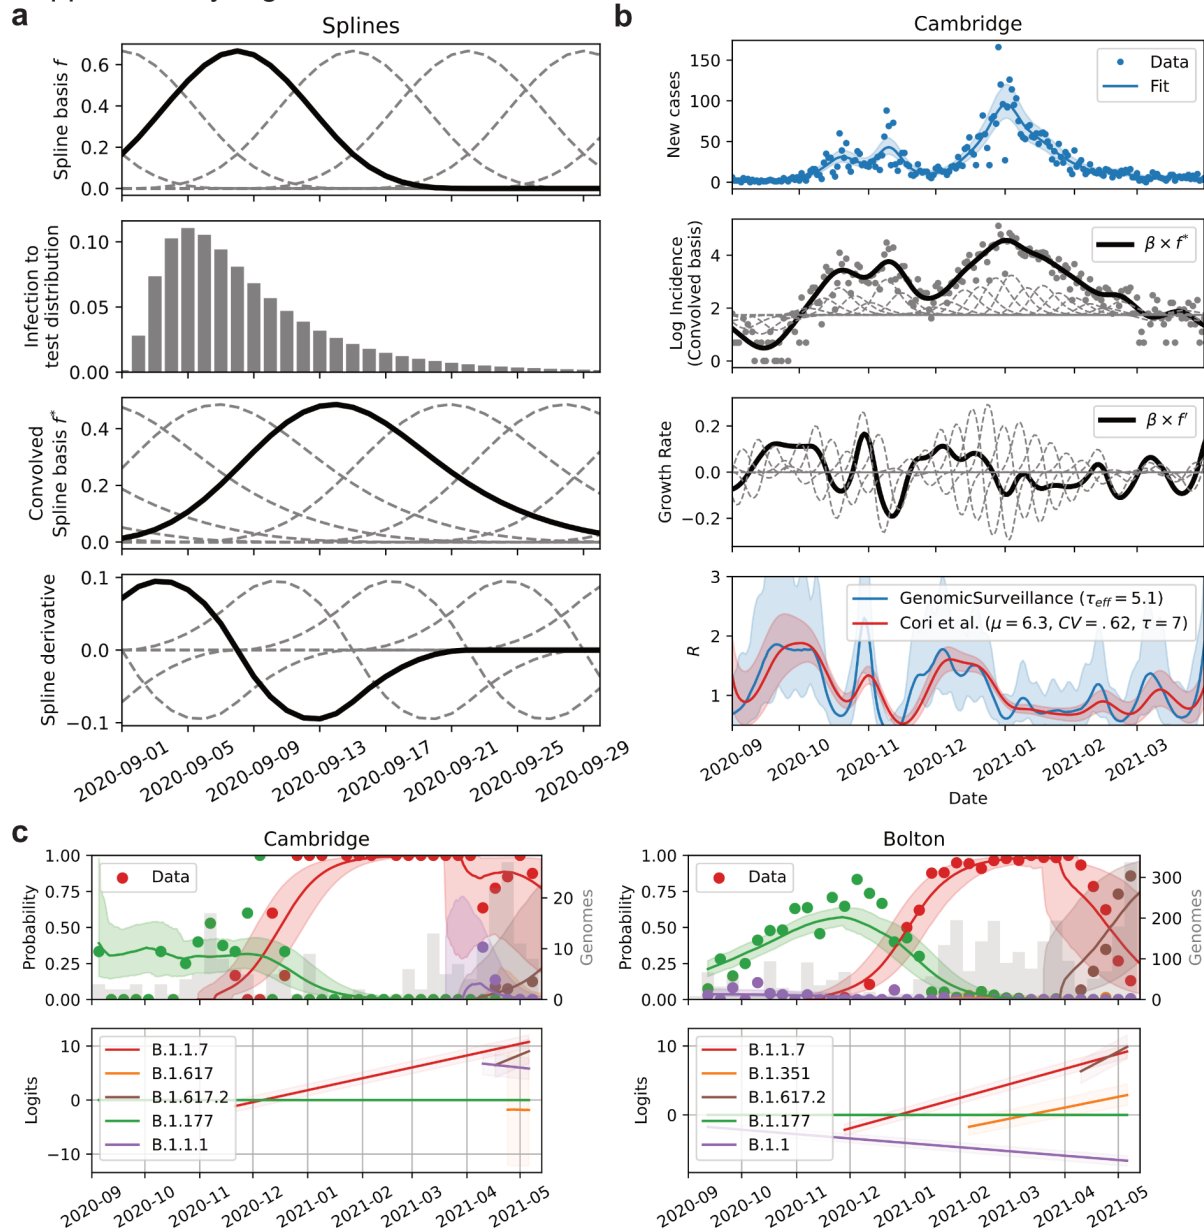 a
Splines
Spline basis f
0.6
0.4
0.2
0.0
Infection to
test distribution
0.10
0.05
0.00
Convolved
Spline basis f*
0.4
0.2
0.0
Spline derivative
0.1
0.0
−0.1
2020-09-01
2020-09-05
2020-09-09
2020-09-13
2020-09-17
2020-09-21
2020-09-25
2020-09-29
b
Cambridge
New cases
150
100
50
0
Data
Fit
Log Incidence
(Convolved basis)
4
2
0
β × f*
Growth Rate
0.2
0.0
−0.2
β × f′
R
3
2
1
GenomicSurveillance (τeff = 5.1)
Cori et al. (μ = 6.3, CV = .62, τ = 7)
2020-09
2020-10
2020-11
2020-12
2021-01
2021-02
2021-03
Date
c
Cambridge
Probability
1.00
0.75
0.50
0.25
0.00
Data
20
10
0
Genomes
Logits
10
0
−10
B.1.1.7
B.1.617
B.1.617.2
B.1.177
B.1.1.1
2020-09
2020-10
2020-11
2020-12
2021-01
2021-02
2021-03
2021-04
2021-05
Bolton
Probability
1.00
0.75
0.50
0.25
0.00
Data
300
200
100
0
Genomes
Logits
10
0
B.1.1.7
B.1.351
B.1.617.2
B.1.177
B.1.1
2020-09
2020-10
2020-11
2020-12
2021-01
2021-02
2021-03
2021-04
2021-05